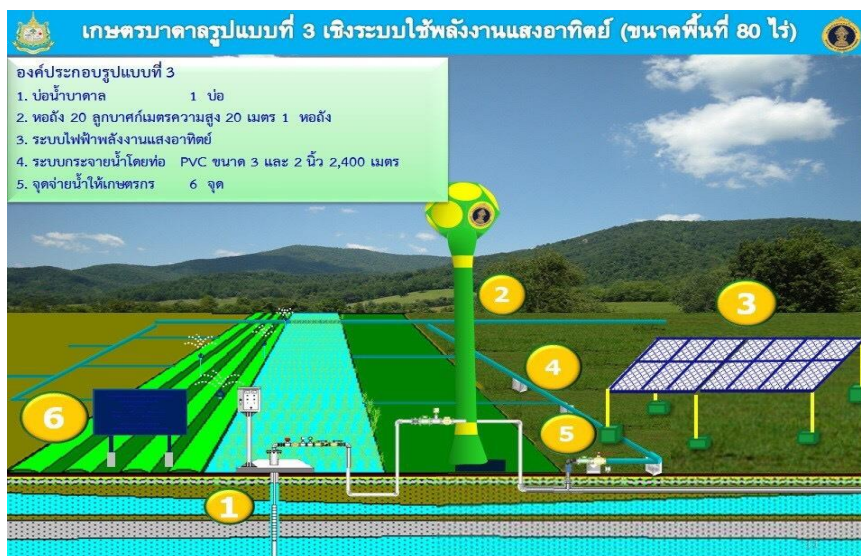 เกษตรบาดาลรูปแบบที่ 3 เชิงระบบใช้พลังงานแสงอาทิตย์ (ขนาดพื้นที่ 80 ไร่)
องค์ประกอบรูปแบบที่ 3
1. บ่อน้ำบาดาล 1 บ่อ
2. หอถัง 20 ลูกบาศก์เมตรความสูง 20 เมตร 1 หอถัง
3. ระบบไฟฟ้าพลังงานแสงอาทิตย์
4. ระบบกระจายน้ำโดยท่อ PVC ขนาด 3 และ 2 นิ้ว 2,400 เมตร
5. จุดจ่ายน้ำให้เกษตรกร 6 จุด
2
3
4
6
5
1